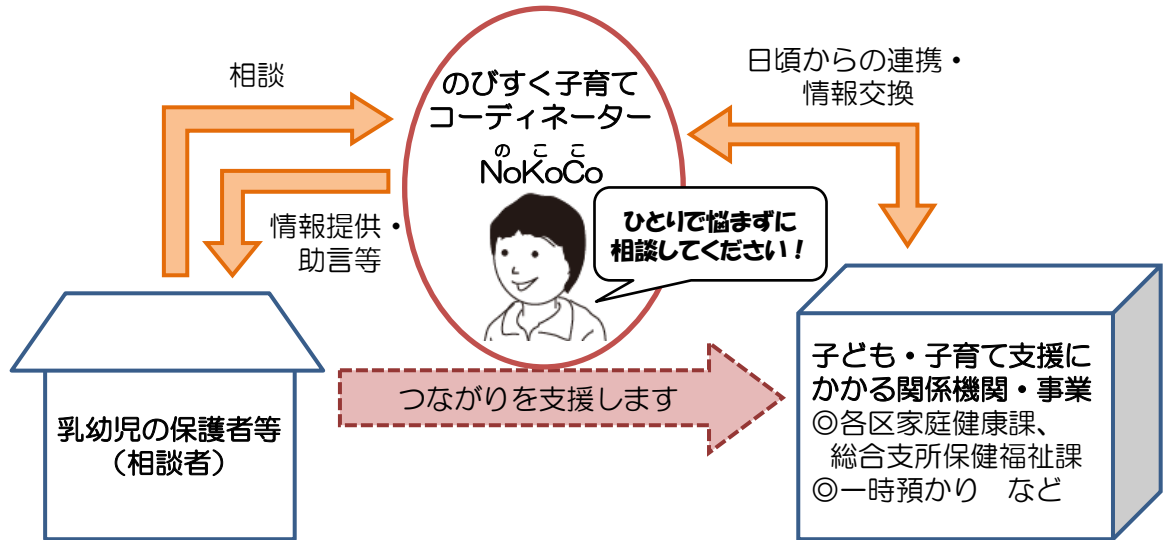 相談
のびすく子育て
コーディネーター
のここ
NoKoCo
ひとりで悩まずに
相談してください！
日頃からの連携・
情報交換
情報提供・
助言等
乳幼児の保護者等
（相談者）
つながりを支援します
子ども・子育て支援に
かかる関係機関・事業
◎各区家庭健康課、
総合支所保健福祉課
◎一時預かり　など